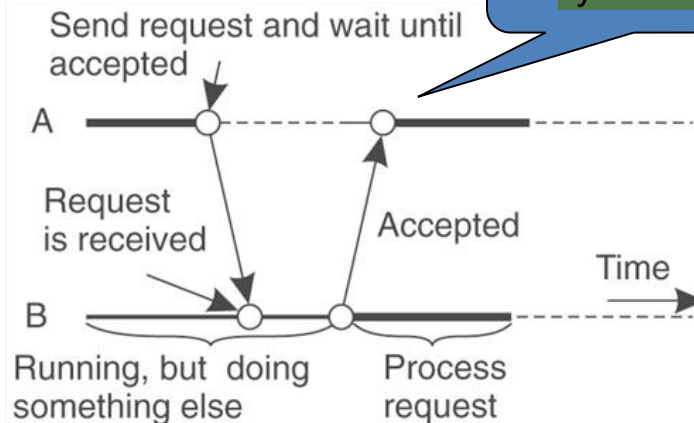 Send request and wait until
accepted
A
Request
is received
Accepted
Time
B
Running, but doing
something else
Process
request